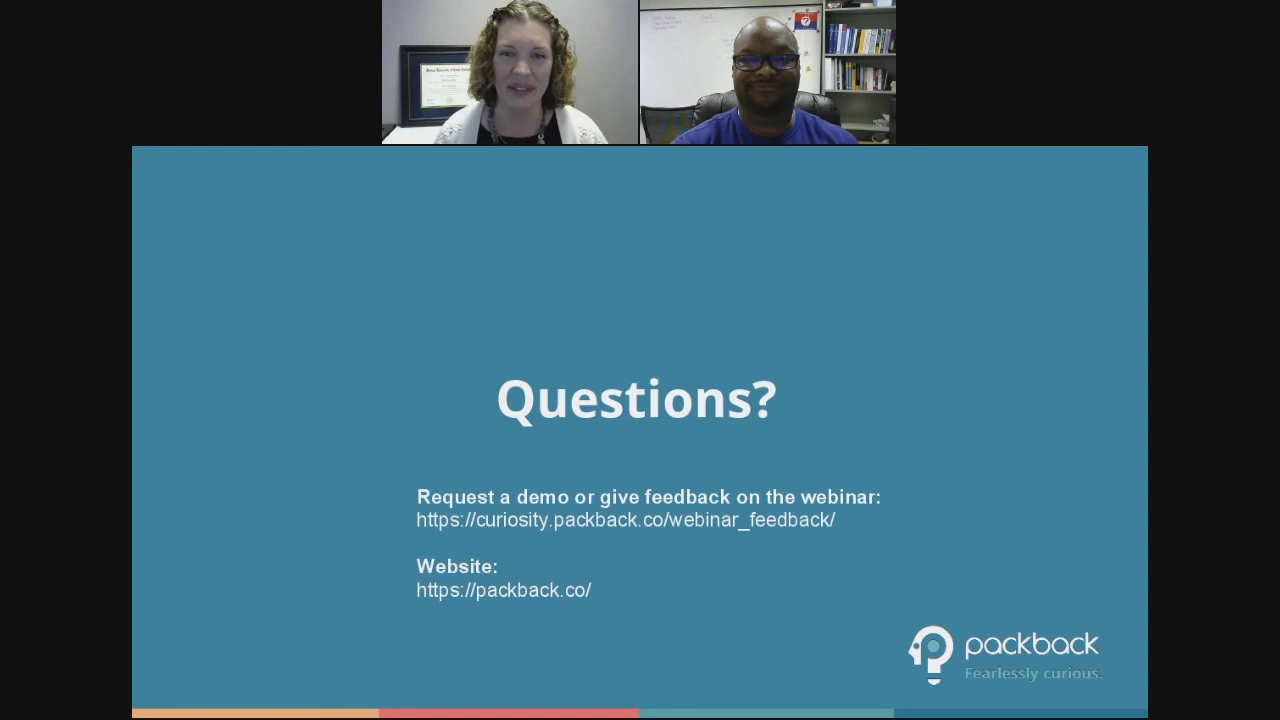 Questions?
Request a demo or give feedback on the webinar:
https://curiosity.packback.co/webinar_feedback/
Website:
https://packback.co/
packback
Fearlessly curious.